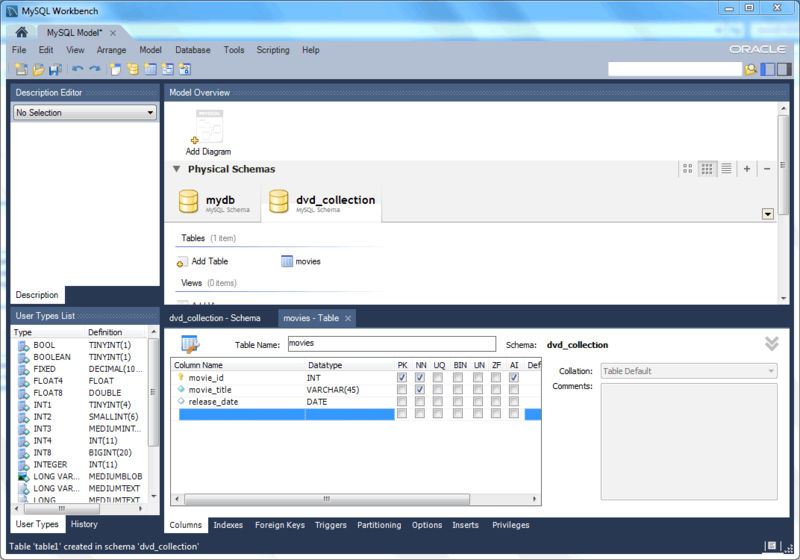 MySQL Workbench
MySQL Model*
File Edit View Arrange Model Database Tools Scripting Help
ORACLE
Description Editor
No Selection
Description
Model Overview
Add Diagram
Physical Schemas
mydb
MySQL Schema
dvd_collection
MySQL Schema
Tables (1 item)
Add Table
movies
Views (0 items)
User Types List
Type Definition
BOOL TINYINT(1)
BOOLEAN TINYINT(1)
FIXED DECIMAL(10...
FLOAT4 FLOAT
FLOAT8 DOUBLE
INT1 TINYINT(4)
INT2 SMALLINT(6)
INT3 MEDIUMINT...
INT4 INT(11)
INT8 BIGINT(20)
INTEGER INT(11)
LONG VAR... MEDIUMBLOB
LONG VAR... MEDIUMTEXT
LONG MEDIUMTEXT
User Types History
dvd_collection - Schema movies - Table
Table Name: movies Schema: dvd_collection
Column Name Datatype PK NN UQ BIN UN ZF AI Def
movie_id INT
movie_title VARCHAR(45)
release_date DATE
Collation: Table Default
Comments:
Columns Indexes Foreign Keys Triggers Partitioning Options Inserts Privileges
Table 'table1' created in schema 'dvd_collection'